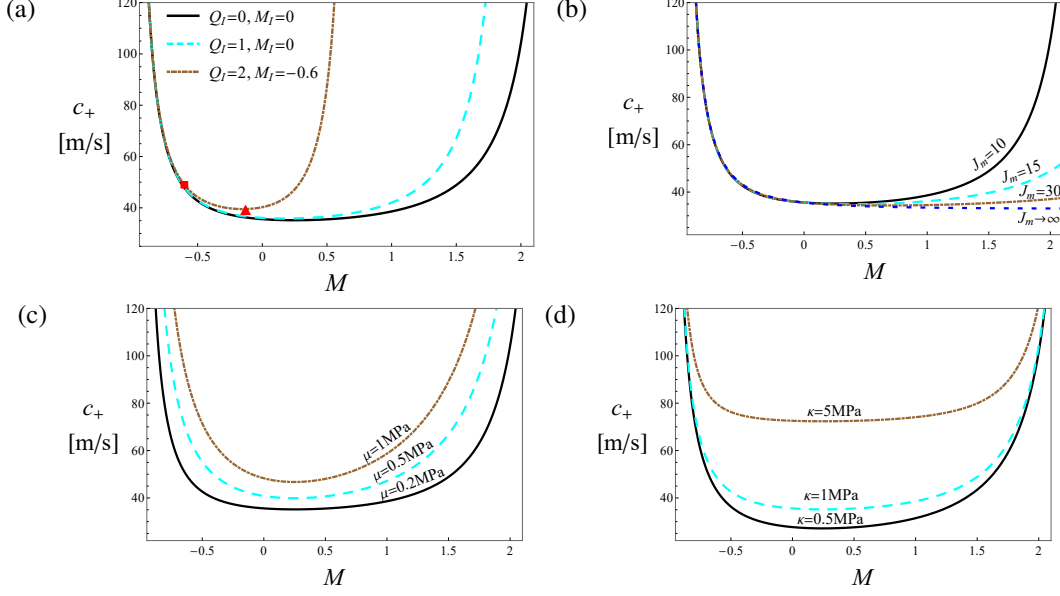 (a)
120
100
80
60
40
c₊
[m/s]
Q_I=0, M_I=0
Q_I=1, M_I=0
Q_I=2, M_I=−0.6
−0.5
0
0.5
1
1.5
2
M
(b)
120
100
80
60
40
c₊
[m/s]
J_m=10
J_m=15
J_m=30
J_m→∞
−0.5
0
0.5
1
1.5
2
M
(c)
120
100
80
60
40
c₊
[m/s]
μ=1MPa
μ=0.5MPa
μ=0.2MPa
−0.5
0
0.5
1
1.5
2
M
(d)
120
100
80
60
40
c₊
[m/s]
κ=5MPa
κ=1MPa
κ=0.5MPa
−0.5
0
0.5
1
1.5
2
M